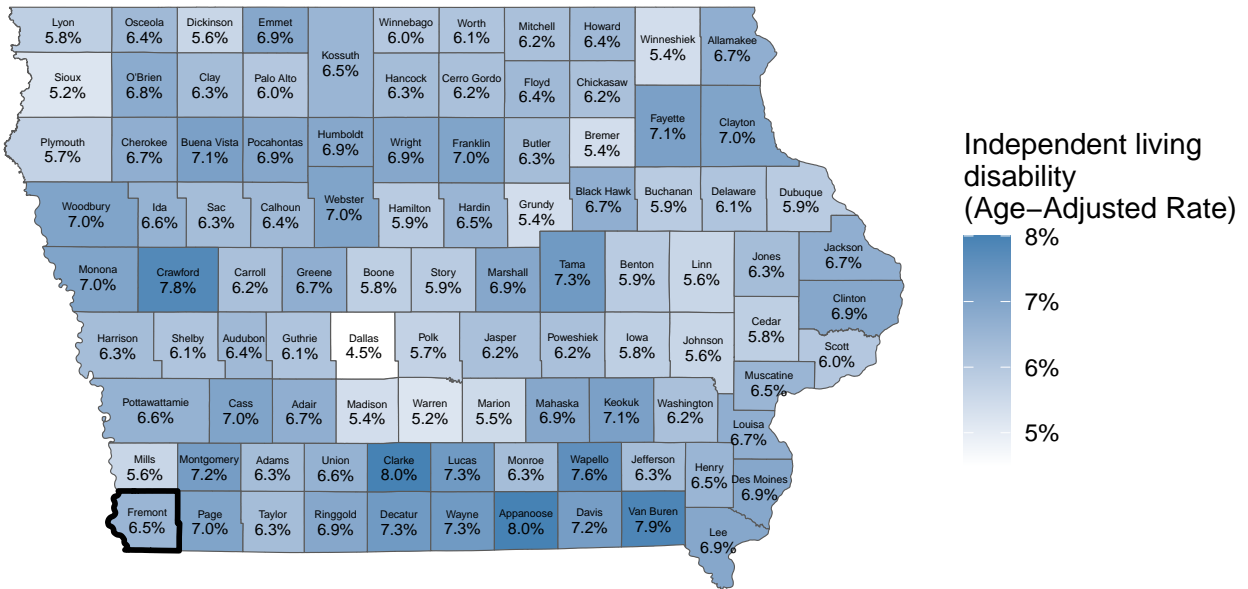 Lyon Osceola Dickinson Emmet Winnebago Worth Mitchell Howard
5.8% 6.4% 5.6% 6.9% 6.0% 6.1% 6.2% 6.4%
Winneshiek Allamakee
5.4% 6.7%
Kossuth
6.5%
Sioux O'Brien Clay Palo Alto Hancock Cerro Gordo Floyd Chickasaw
5.2% 6.8% 6.3% 6.0% 6.3% 6.2% 6.4% 6.2%
Fayette Clayton
7.1% 7.0%
Plymouth Cherokee Buena Vista Pocahontas Humboldt Wright Franklin Butler Bremer
5.7% 6.7% 7.1% 6.9% 6.9% 6.9% 7.0% 6.3% 5.4%
Woodbury Ida Sac Calhoun Webster Hamilton Hardin Grundy Black Hawk Buchanan Delaware Dubuque
7.0% 6.6% 6.3% 6.4% 7.0% 5.9% 6.5% 5.4% 6.7% 5.9% 6.1% 5.9%
Monona Crawford Carroll Greene Boone Story Marshall Tama Benton Linn Jones Jackson
7.0% 7.8% 6.2% 6.7% 5.8% 5.9% 6.9% 7.3% 5.9% 5.6% 6.3% 6.7%
Clinton
6.9%
Harrison Shelby Audubon Guthrie Dallas Polk Jasper Poweshiek Iowa Johnson Cedar Scott
6.3% 6.1% 6.4% 6.1% 4.5% 5.7% 6.2% 6.2% 5.8% 5.6% 5.8% 6.0%
Muscatine
6.5%
Pottawattamie Cass Adair Madison Warren Marion Mahaska Keokuk Washington
6.6% 7.0% 6.7% 5.4% 5.2% 5.5% 6.9% 7.1% 6.2%
Louisa
6.7%
Mills Montgomery Adams Union Clarke Lucas Monroe Wapello Jefferson Henry Des Moines
5.6% 7.2% 6.3% 6.6% 8.0% 7.3% 6.3% 7.6% 6.3% 6.5% 6.9%
Fremont Page Taylor Ringgold Decatur Wayne Appanoose Davis Van Buren
6.5% 7.0% 6.3% 6.9% 7.3% 7.3% 8.0% 7.2% 7.9%
Lee
6.9%
Independent living
disability
(Age−Adjusted Rate)
8%
7%
6%
5%